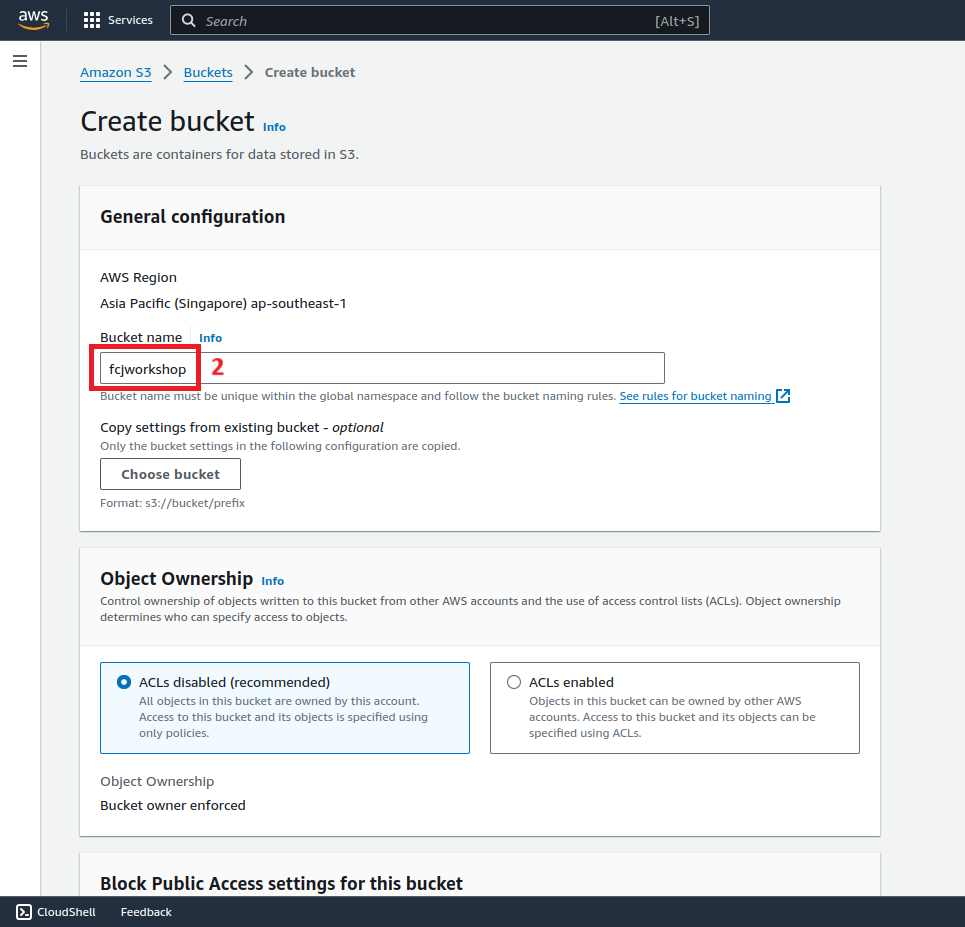 aws Services Search [Alt+S]
Amazon S3 > Buckets > Create bucket
Create bucket Info
Buckets are containers for data stored in S3.
General configuration
AWS Region
Asia Pacific (Singapore) ap-southeast-1
Bucket name Info
fcjworkshop 2
Bucket name must be unique within the global namespace and follow the bucket naming rules. See rules for bucket naming
Copy settings from existing bucket - optional
Only the bucket settings in the following configuration are copied.
Choose bucket
Format: s3://bucket/prefix
Object Ownership Info
Control ownership of objects written to this bucket from other AWS accounts and the use of access control lists (ACLs). Object ownership
determines who can specify access to objects.
ACLs disabled (recommended)
All objects in this bucket are owned by this account.
Access to this bucket and its objects is specified using
only policies.
ACLs enabled
Objects in this bucket can be owned by other AWS
accounts. Access to this bucket and its objects can be
specified using ACLs.
Object Ownership
Bucket owner enforced
Block Public Access settings for this bucket
CloudShell Feedback